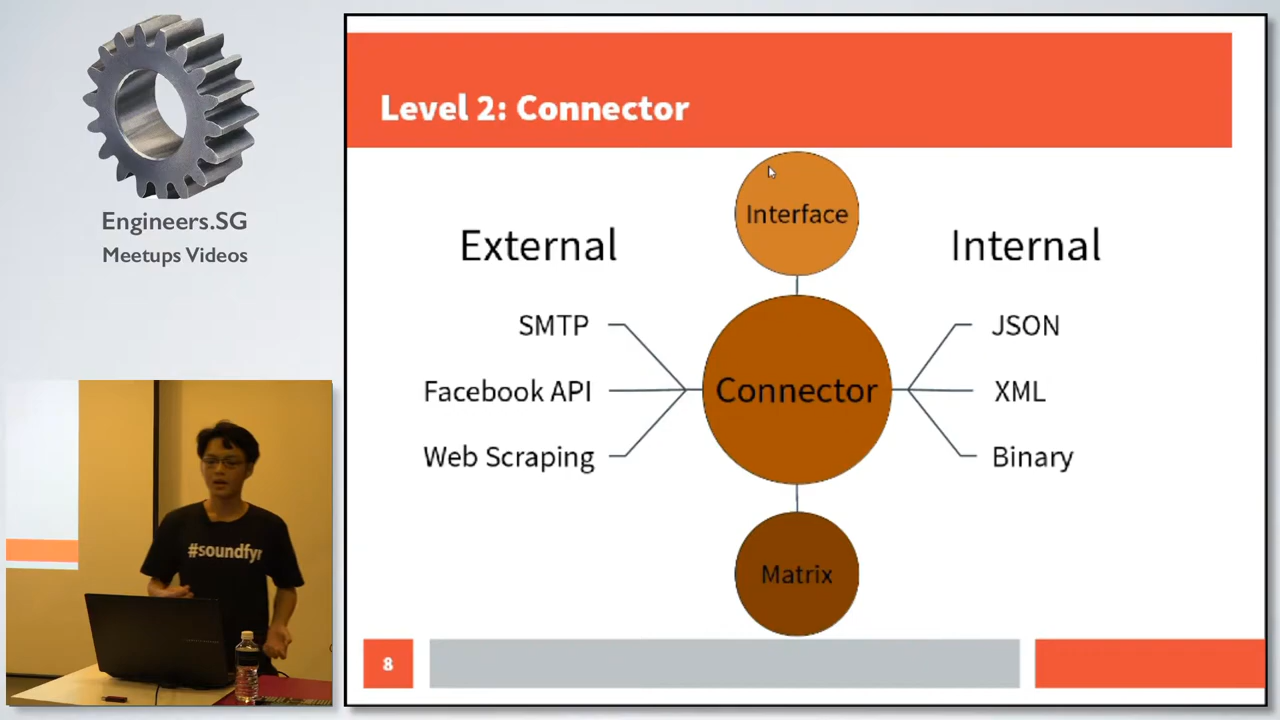 Engineers.SG
Meetups Videos
Level 2: Connector
Interface
External
Internal
SMTP
JSON
Facebook API
Connector
XML
Web Scraping
Binary
Matrix
8
#soundfyr